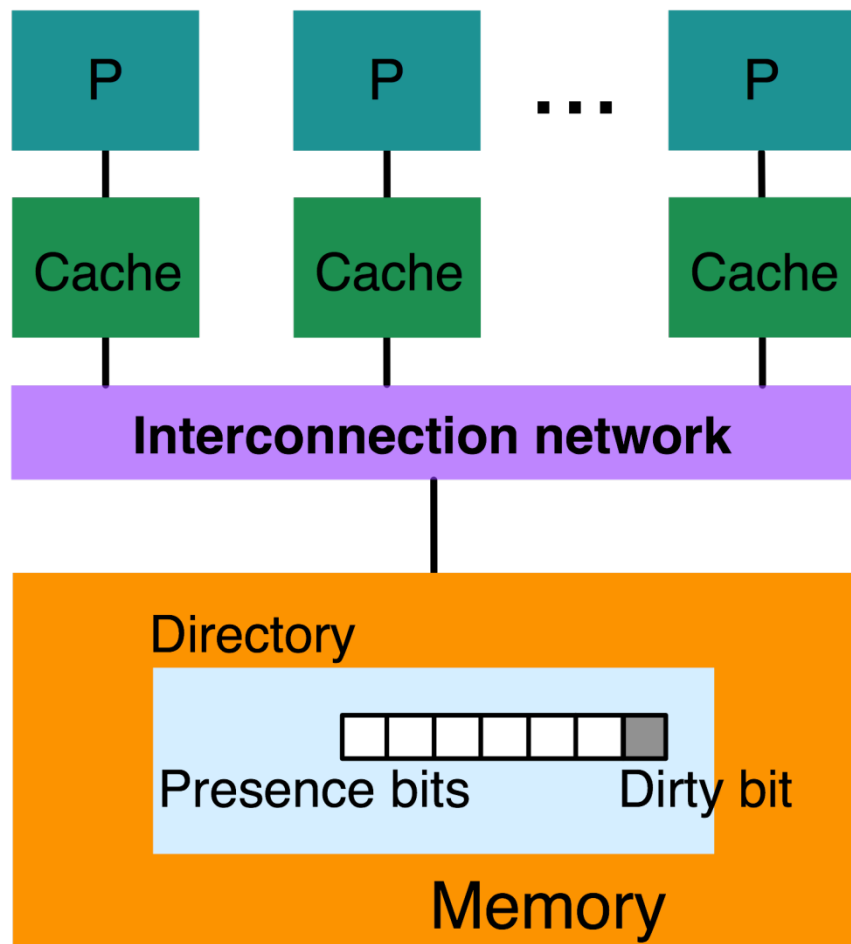 P P ... P
Cache Cache Cache
Interconnection network
Directory
Presence bits Dirty bit
Memory